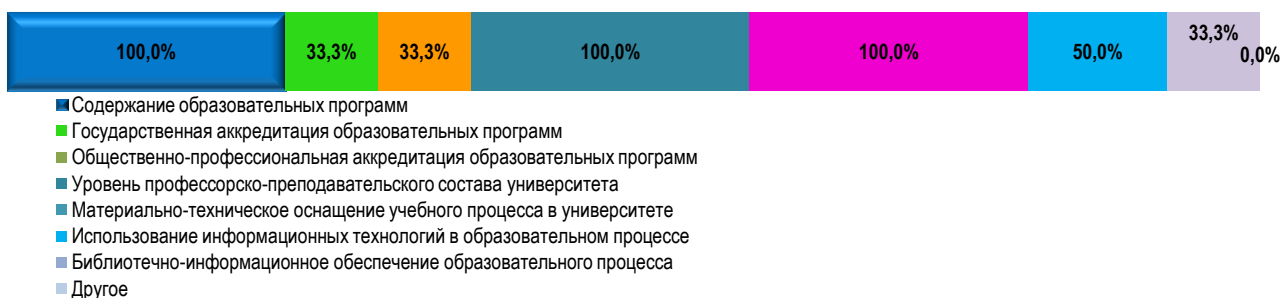 100,0% 33,3% 33,3% 100,0% 100,0% 50,0% 33,3% 0,0%
Содержание образовательных программ
Государственная аккредитация образовательных программ
Общественно-профессиональная аккредитация образовательных программ
Уровень профессорско-преподавательского состава университета
Материально-техническое оснащение учебного процесса в университете
Использование информационных технологий в образовательном процессе
Библиотечно-информационное обеспечение образовательного процесса
Другое